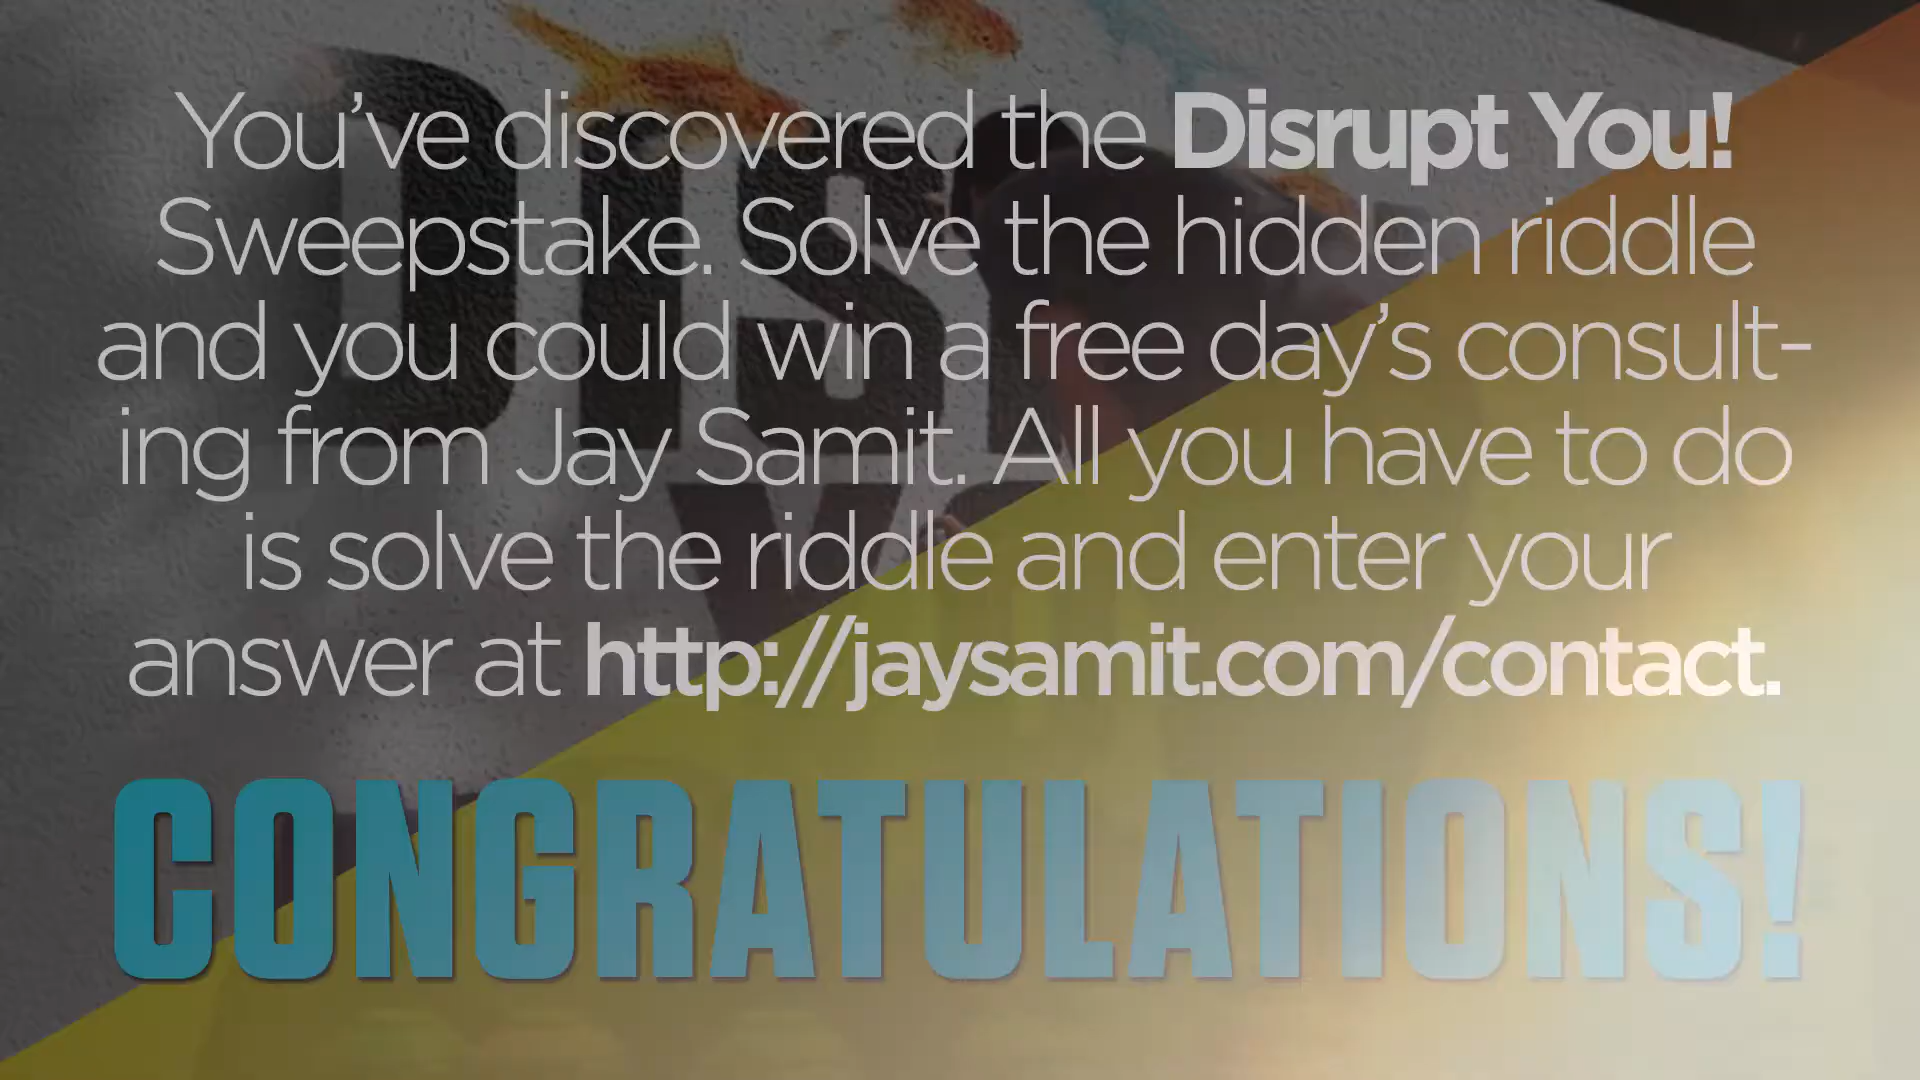 DIS
Y
You've discovered the Disrupt You!
Sweepstake. Solve the hidden riddle
and you could win a free day's consult-
ing from Jay Samit. All you have to do
is solve the riddle and enter your
answer at http://jaysamit.com/contact.
CONGRATULATIONS!